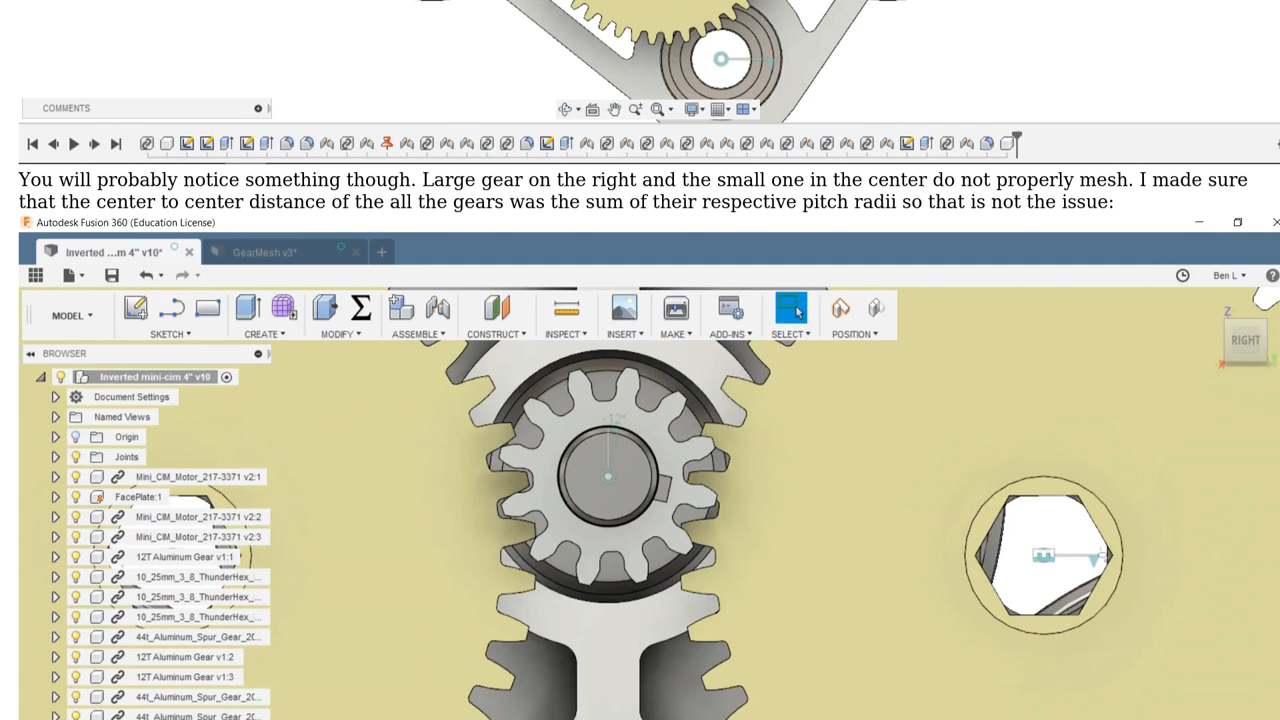 COMMENTS
You will probably notice something though. Large gear on the right and the small one in the center do not properly mesh. I made sure
that the center to center distance of the all the gears was the sum of their respective pitch radii so that is not the issue:
Autodesk Fusion 360 (Education License)
Inverted ...m 4" v10*
GearMesh v3*
Ben L
MODEL
SKETCH
CREATE
MODIFY
ASSEMBLE
CONSTRUCT
INSPECT
INSERT
MAKE
ADD-INS
SELECT
POSITION
Z
RIGHT
X
BROWSER
Inverted mini-cim 4" v10
Document Settings
Named Views
Origin
Joints
Mini_CIM_Motor_217-3371 v2:1
FacePlate:1
Mini_CIM_Motor_217-3371 v2:2
Mini_CIM_Motor_217-3371 v2:3
12T Aluminum Gear v1:1
10_25mm_3_8_ThunderHex_...
10_25mm_3_8_ThunderHex_...
10_25mm_3_8_ThunderHex_...
44t_Aluminum_Spur_Gear_2(...
12T Aluminum Gear v1:2
12T Aluminum Gear v1:3
44t_Aluminum_Spur_Gear_2(...
44t_Aluminum_Spur_Gear_2(...